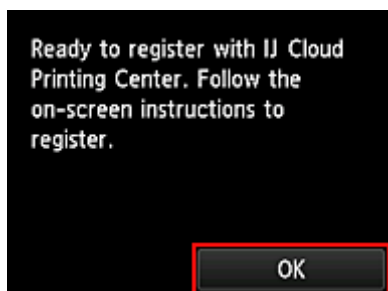 Ready to register with IJ Cloud
Printing Center. Follow the
on-screen instructions to
register.
OK